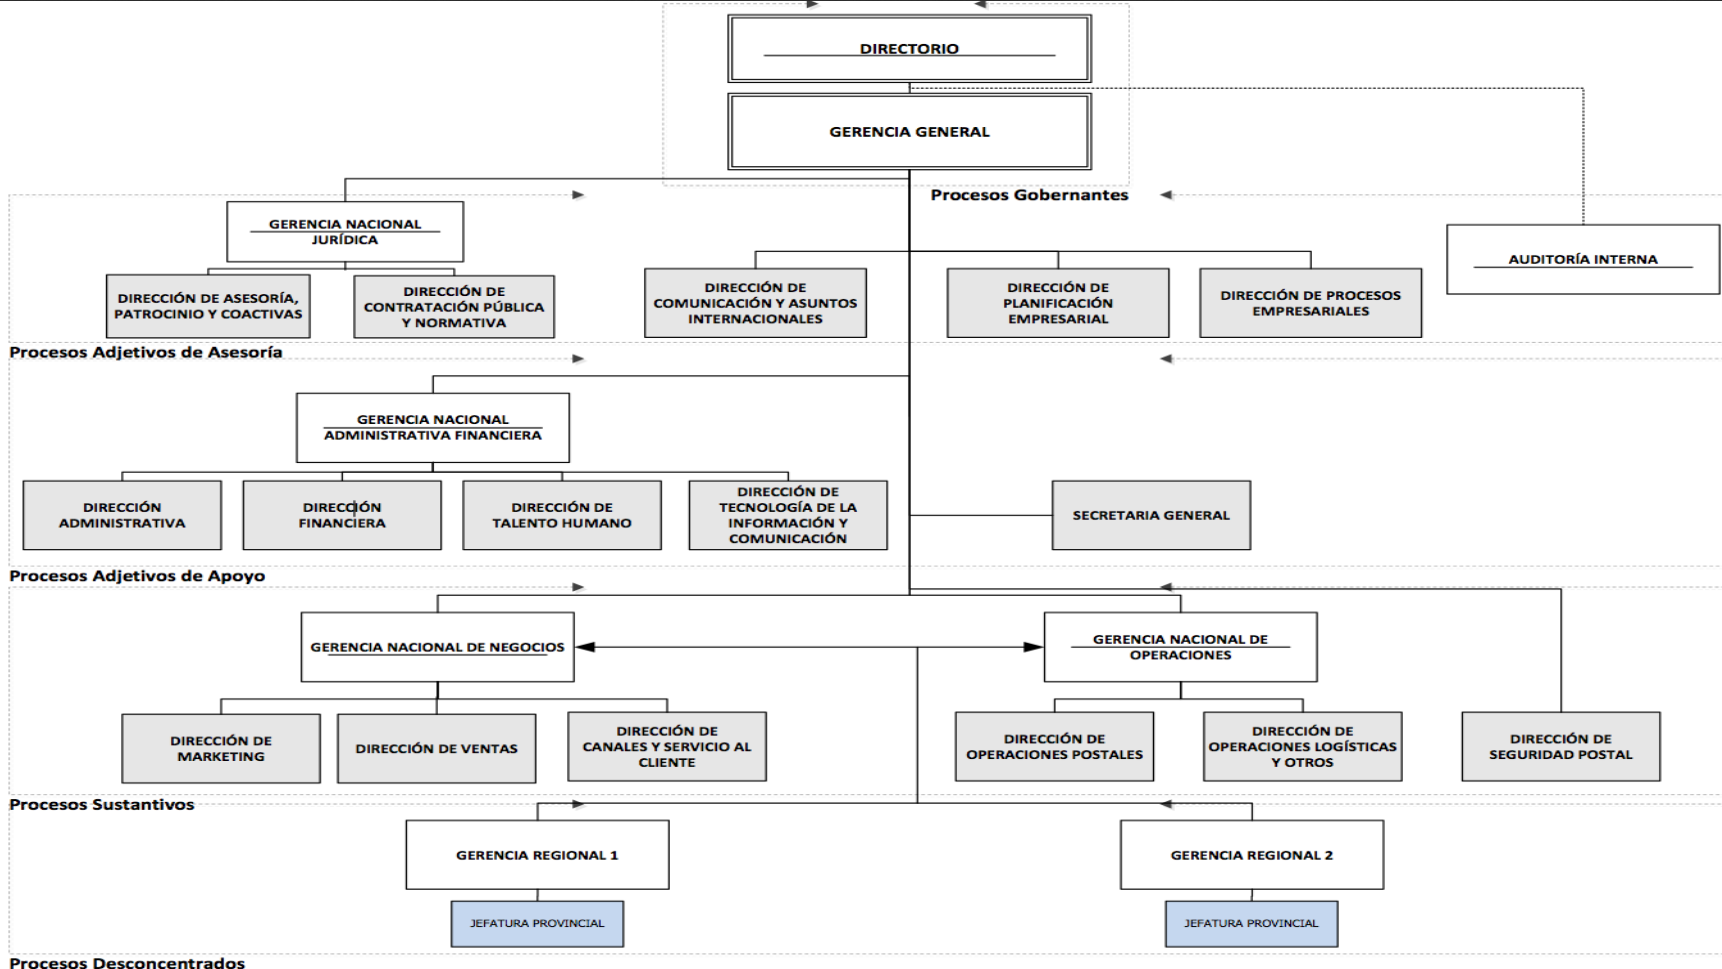 DIRECTORIO
GERENCIA GENERAL
Procesos Gobernantes
GERENCIA NACIONAL
JURÍDICA
AUDITORÍA INTERNA
DIRECCIÓN DE ASESORÍA,
PATROCINIO Y COACTIVAS
DIRECCIÓN DE
CONTRATACIÓN PÚBLICA
Y NORMATIVA
DIRECCIÓN DE
COMUNICACIÓN Y ASUNTOS
INTERNACIONALES
DIRECCIÓN DE
PLANIFICACIÓN
EMPRESARIAL
DIRECCIÓN DE PROCESOS
EMPRESARIALES
Procesos Adjetivos de Asesoría
GERENCIA NACIONAL
ADMINISTRATIVA FINANCIERA
DIRECCIÓN
ADMINISTRATIVA
DIRECCIÓN
FINANCIERA
DIRECCIÓN DE
TALENTO HUMANO
DIRECCIÓN DE
TECNOLOGÍA DE LA
INFORMACIÓN Y
COMUNICACIÓN
SECRETARIA GENERAL
Procesos Adjetivos de Apoyo
GERENCIA NACIONAL DE NEGOCIOS
GERENCIA NACIONAL DE
OPERACIONES
DIRECCIÓN DE
MARKETING
DIRECCIÓN DE VENTAS
DIRECCIÓN DE
CANALES Y SERVICIO AL
CLIENTE
DIRECCIÓN DE
OPERACIONES POSTALES
DIRECCIÓN DE
OPERACIONES LOGÍSTICAS
Y OTROS
DIRECCIÓN DE
SEGURIDAD POSTAL
Procesos Sustantivos
GERENCIA REGIONAL 1
GERENCIA REGIONAL 2
JEFATURA PROVINCIAL
JEFATURA PROVINCIAL
Procesos Desconcentrados